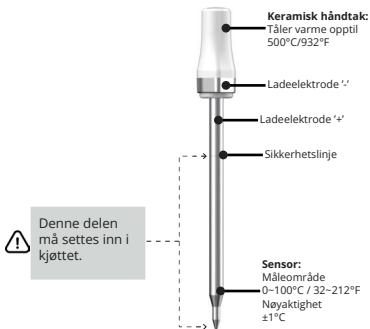 Keramisk håndtak:
Tåler varme opptil
500°C/932°F
Ladeelektrode ‘-’
Ladeelektrode ‘+’
Sikkerhetslinje
Denne delen
må settes inn i
kjøttet.
Sensor:
Måleområde
0~100°C / 32~212°F
Nøyaktighet
±1°C